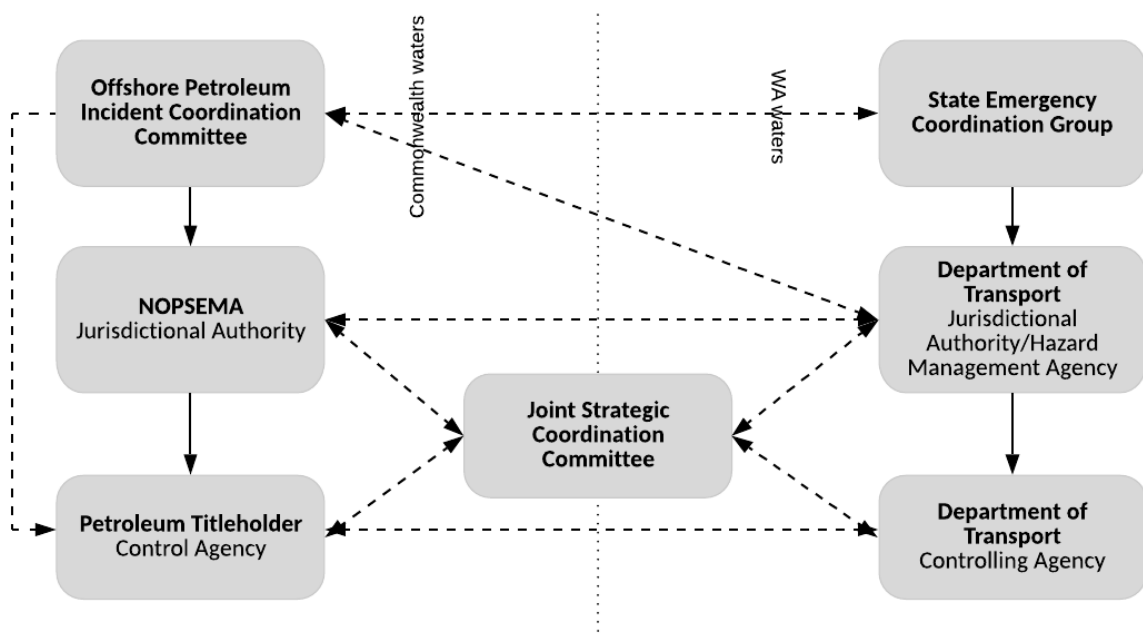 Offshore Petroleum
Incident Coordination
Committee
Commonwealth waters
WA waters
State Emergency
Coordination Group
NOPSEMA
Jurisdictional Authority
Department of
Transport
Jurisdictional
Authority/Hazard
Management Agency
Joint Strategic
Coordination
Committee
Petroleum Titleholder
Control Agency
Department of
Transport
Controlling Agency